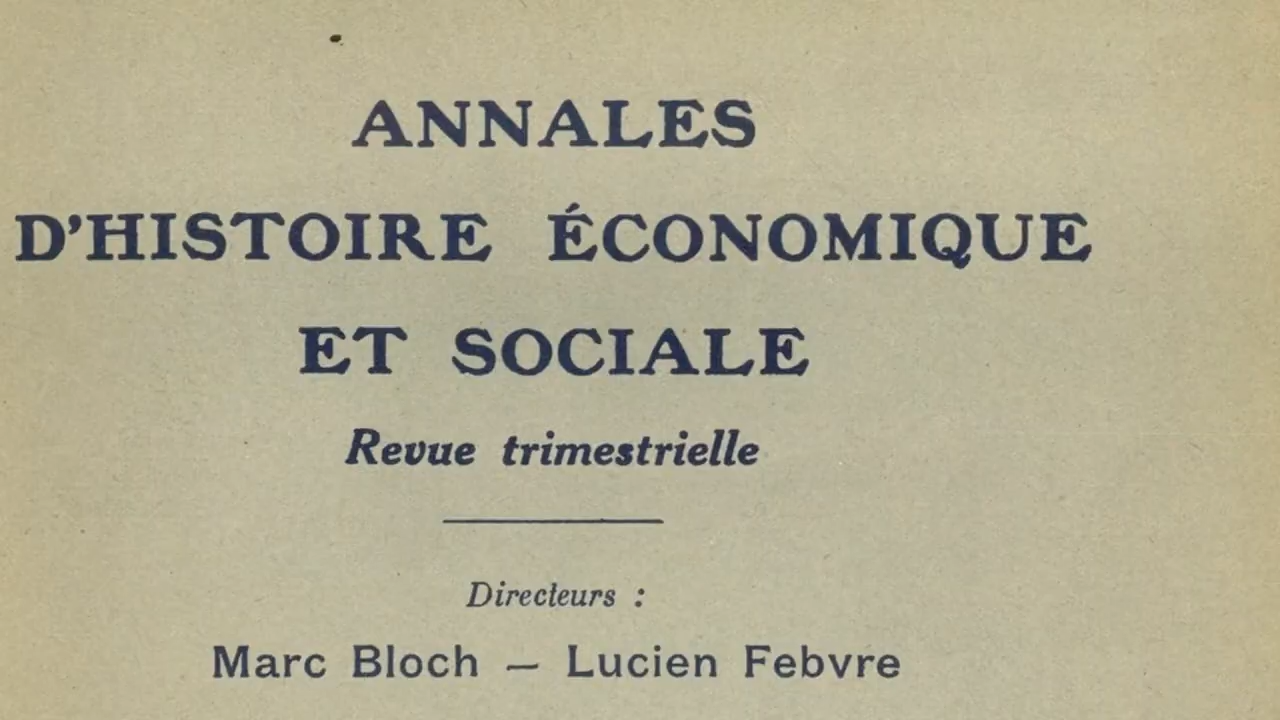 ANNALES
D'HISTOIRE ÉCONOMIQUE
ET SOCIALE
Revue trimestrielle
Directeurs :
Marc Bloch — Lucien Febvre